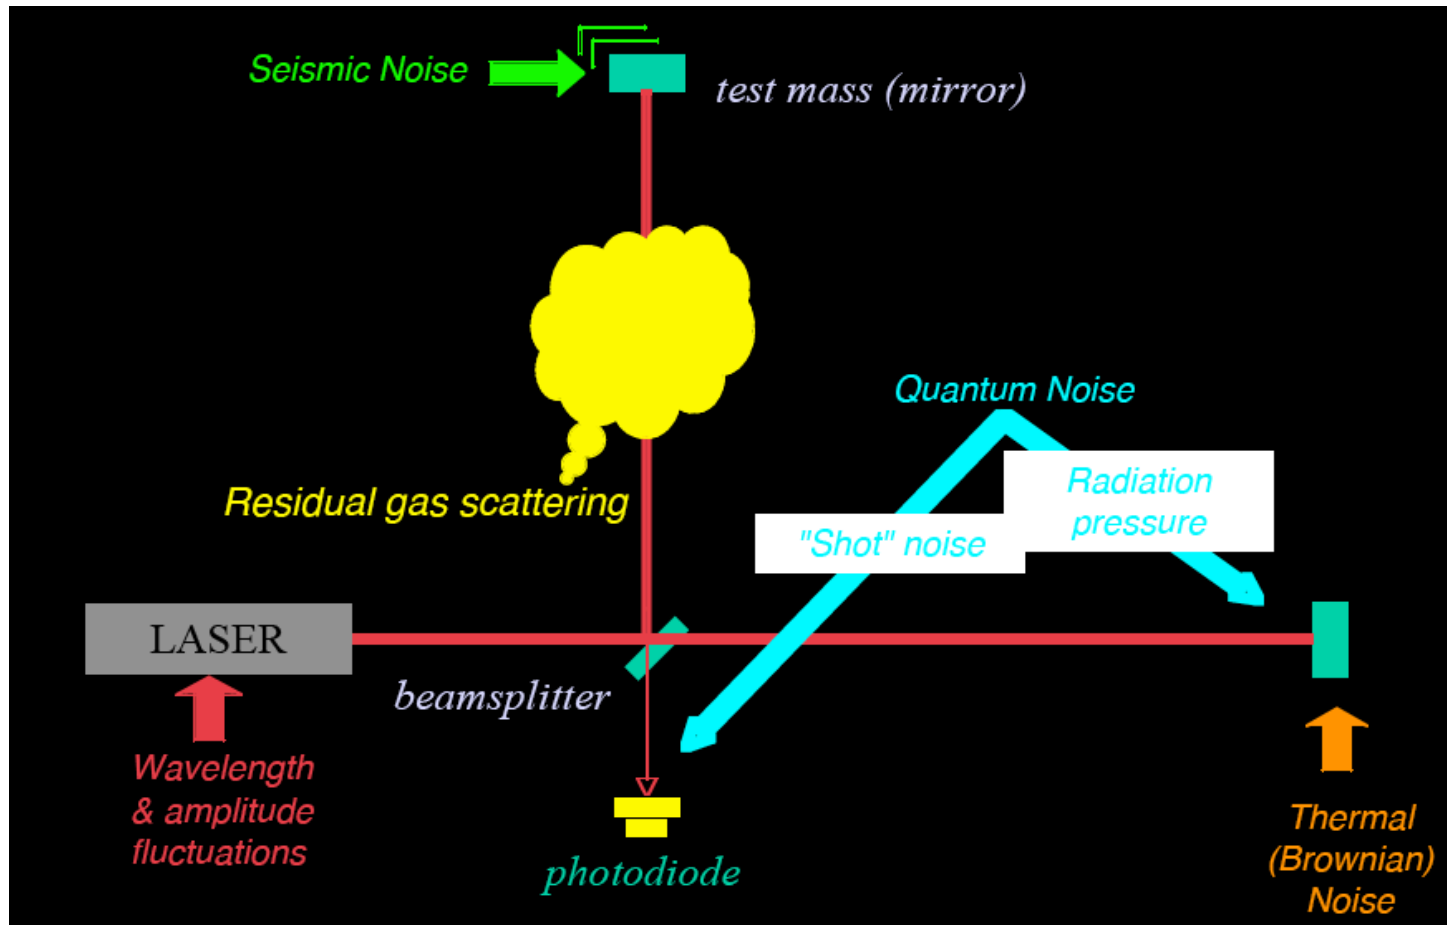 Seismic Noise
test mass (mirror)
Quantum Noise
Radiation
pressure
Residual gas scattering
"Shot" noise
LASER
beamsplitter
Wavelength
& amplitude
fluctuations
photodiode
Thermal
(Brownian)
Noise